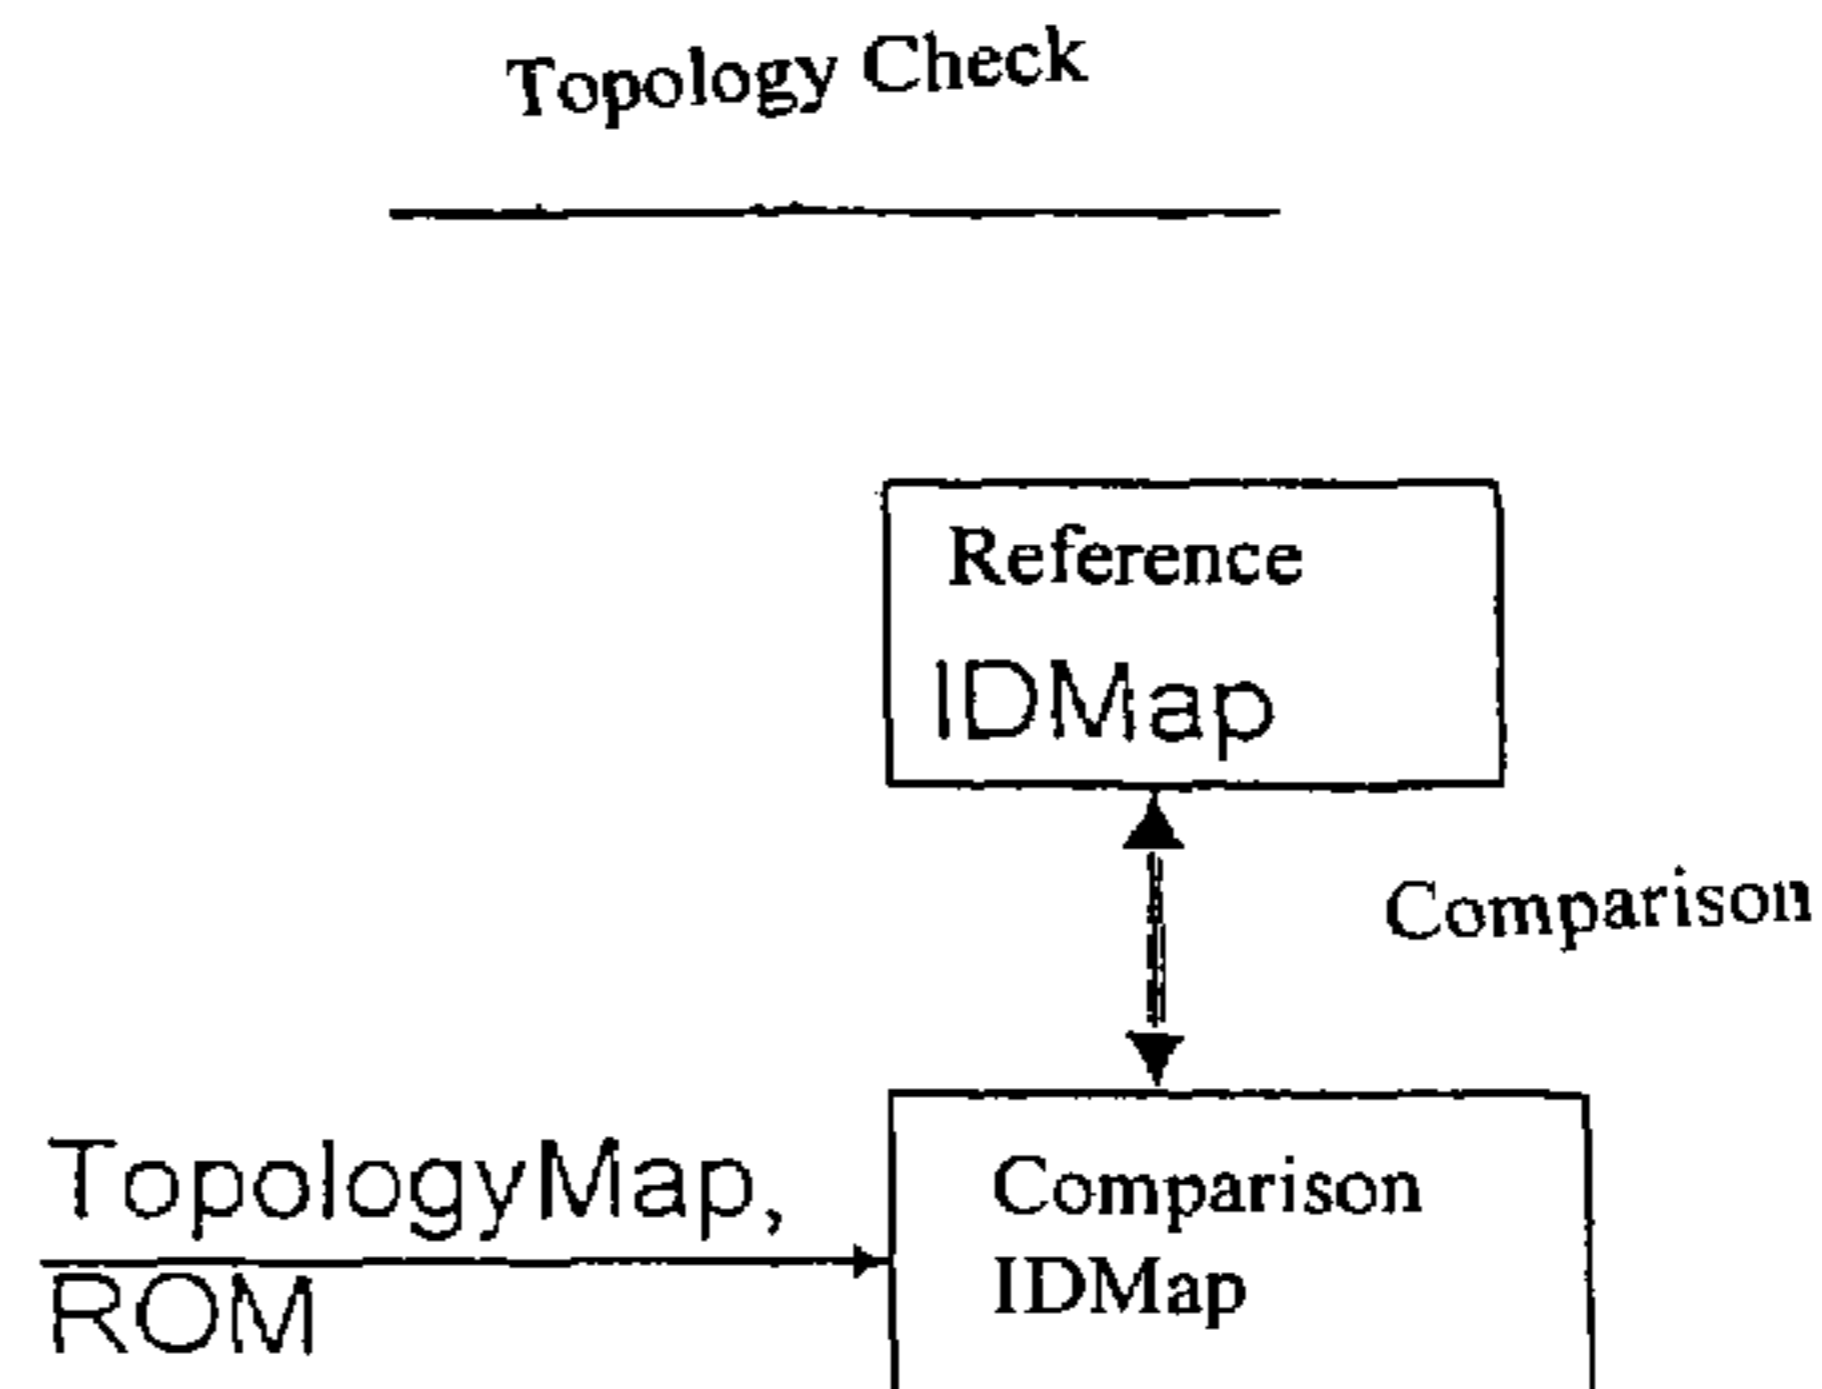 Topology Check
Reference
IDMap
Comparison
TopologyMap,
ROM
Comparison
IDMap